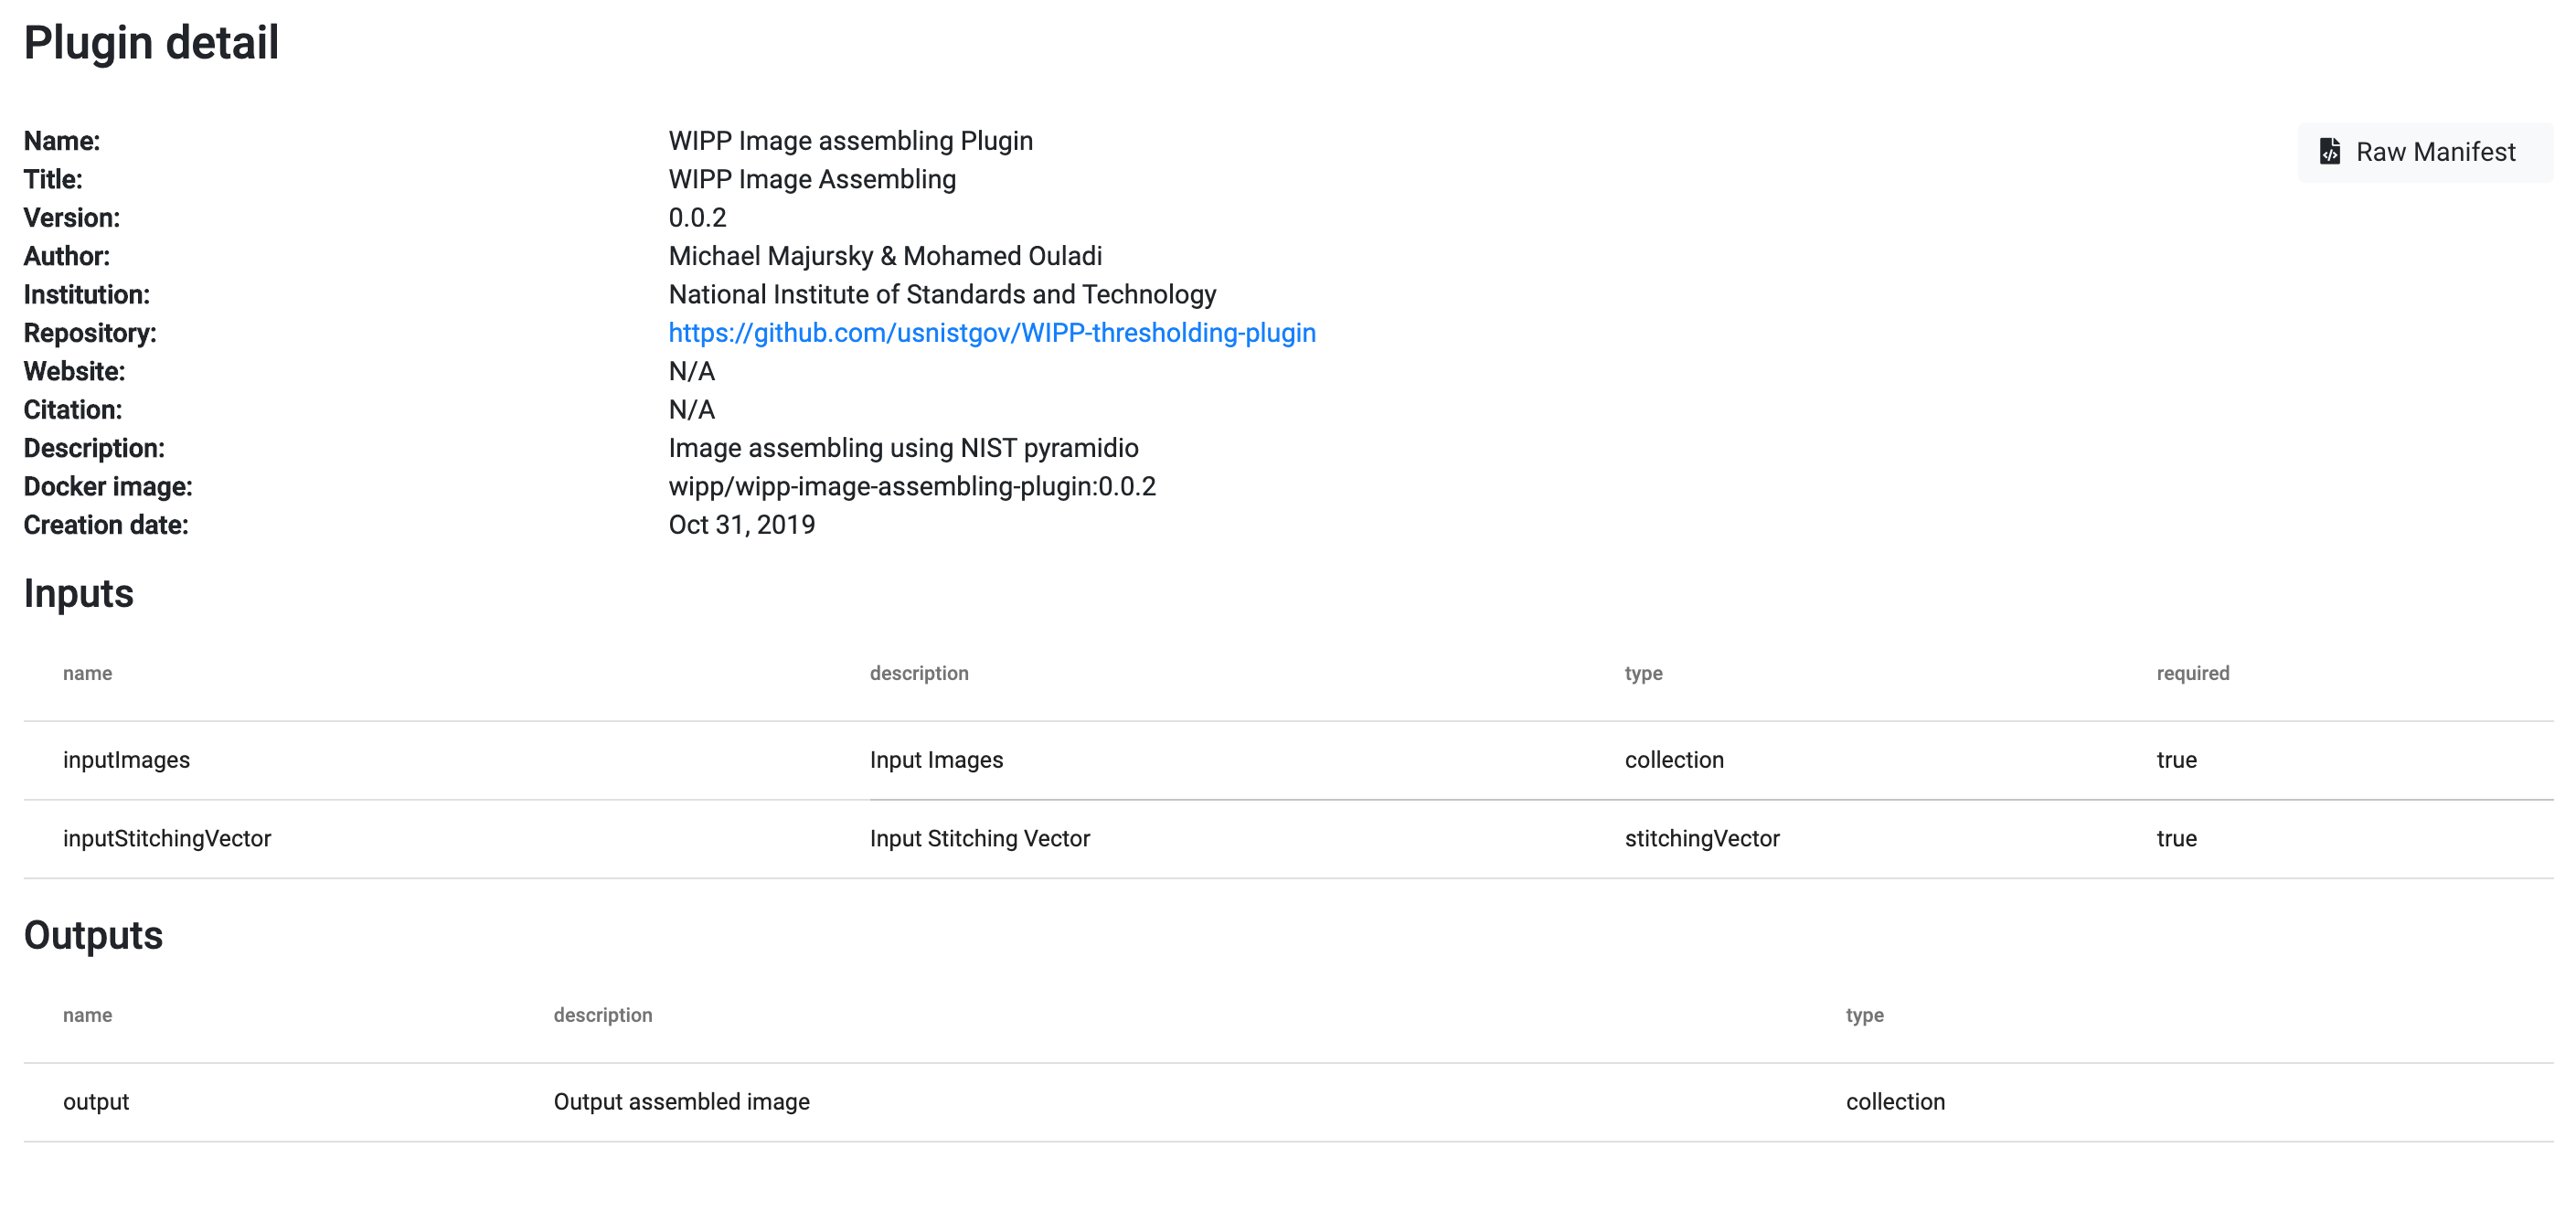 Plugin detail
Name: WIPP Image assembling Plugin
Raw Manifest
Title: WIPP Image Assembling
Version: 0.0.2
Author: Michael Majursky & Mohamed Ouladi
Institution: National Institute of Standards and Technology
Repository: https://github.com/usnistgov/WIPP-thresholding-plugin
Website: N/A
Citation: N/A
Description: Image assembling using NIST pyramidio
Docker image: wipp/wipp-image-assembling-plugin:0.0.2
Creation date: Oct 31, 2019
Inputs
name description type required
inputImages Input Images collection true
inputStitchingVector Input Stitching Vector stitchingVector true
Outputs
name description type
output Output assembled image collection